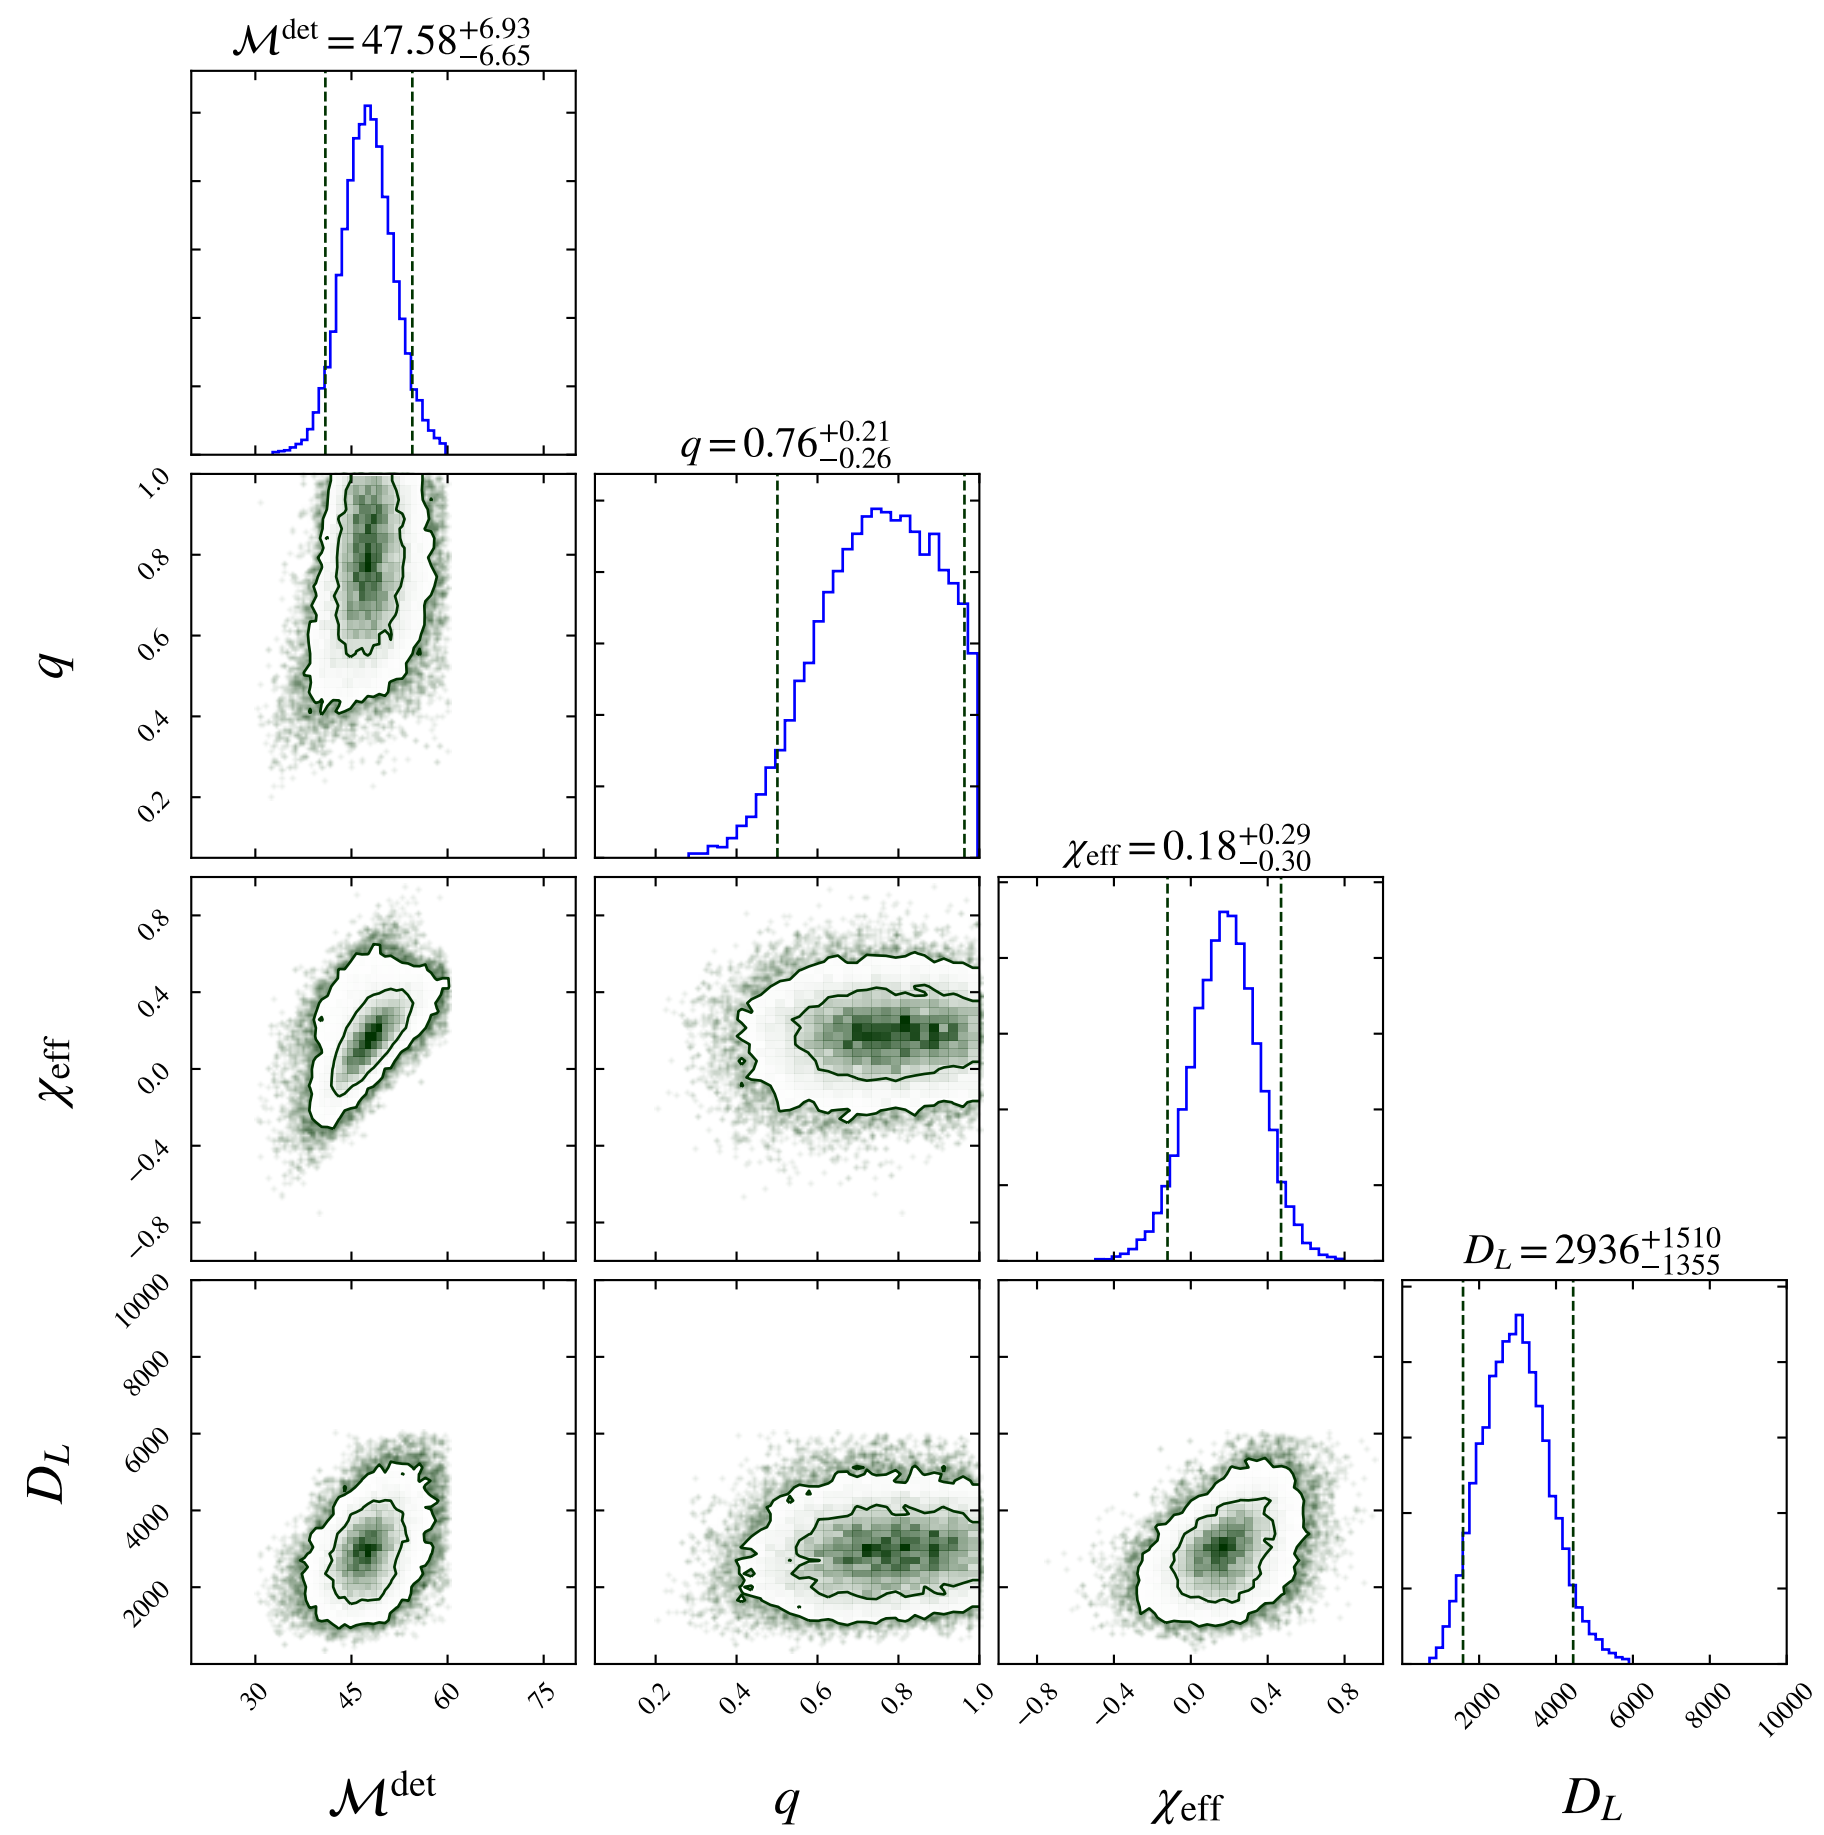 ℳ^det = 47.58 +6.93 −6.65
q = 0.76 +0.21 −0.26
1.0
0.8
0.6
0.4
0.2
q
χeff = 0.18 +0.29 −0.30
0.8
0.4
0.0
−0.4
−0.8
χeff
D_L = 2936 +1510 −1355
10000
8000
6000
4000
2000
D_L
30 45 60 75
0.2 0.4 0.6 0.8 1.0
−0.8 −0.4 0.0 0.4 0.8
2000 4000 6000 8000 10000
ℳ^det q χeff D_L